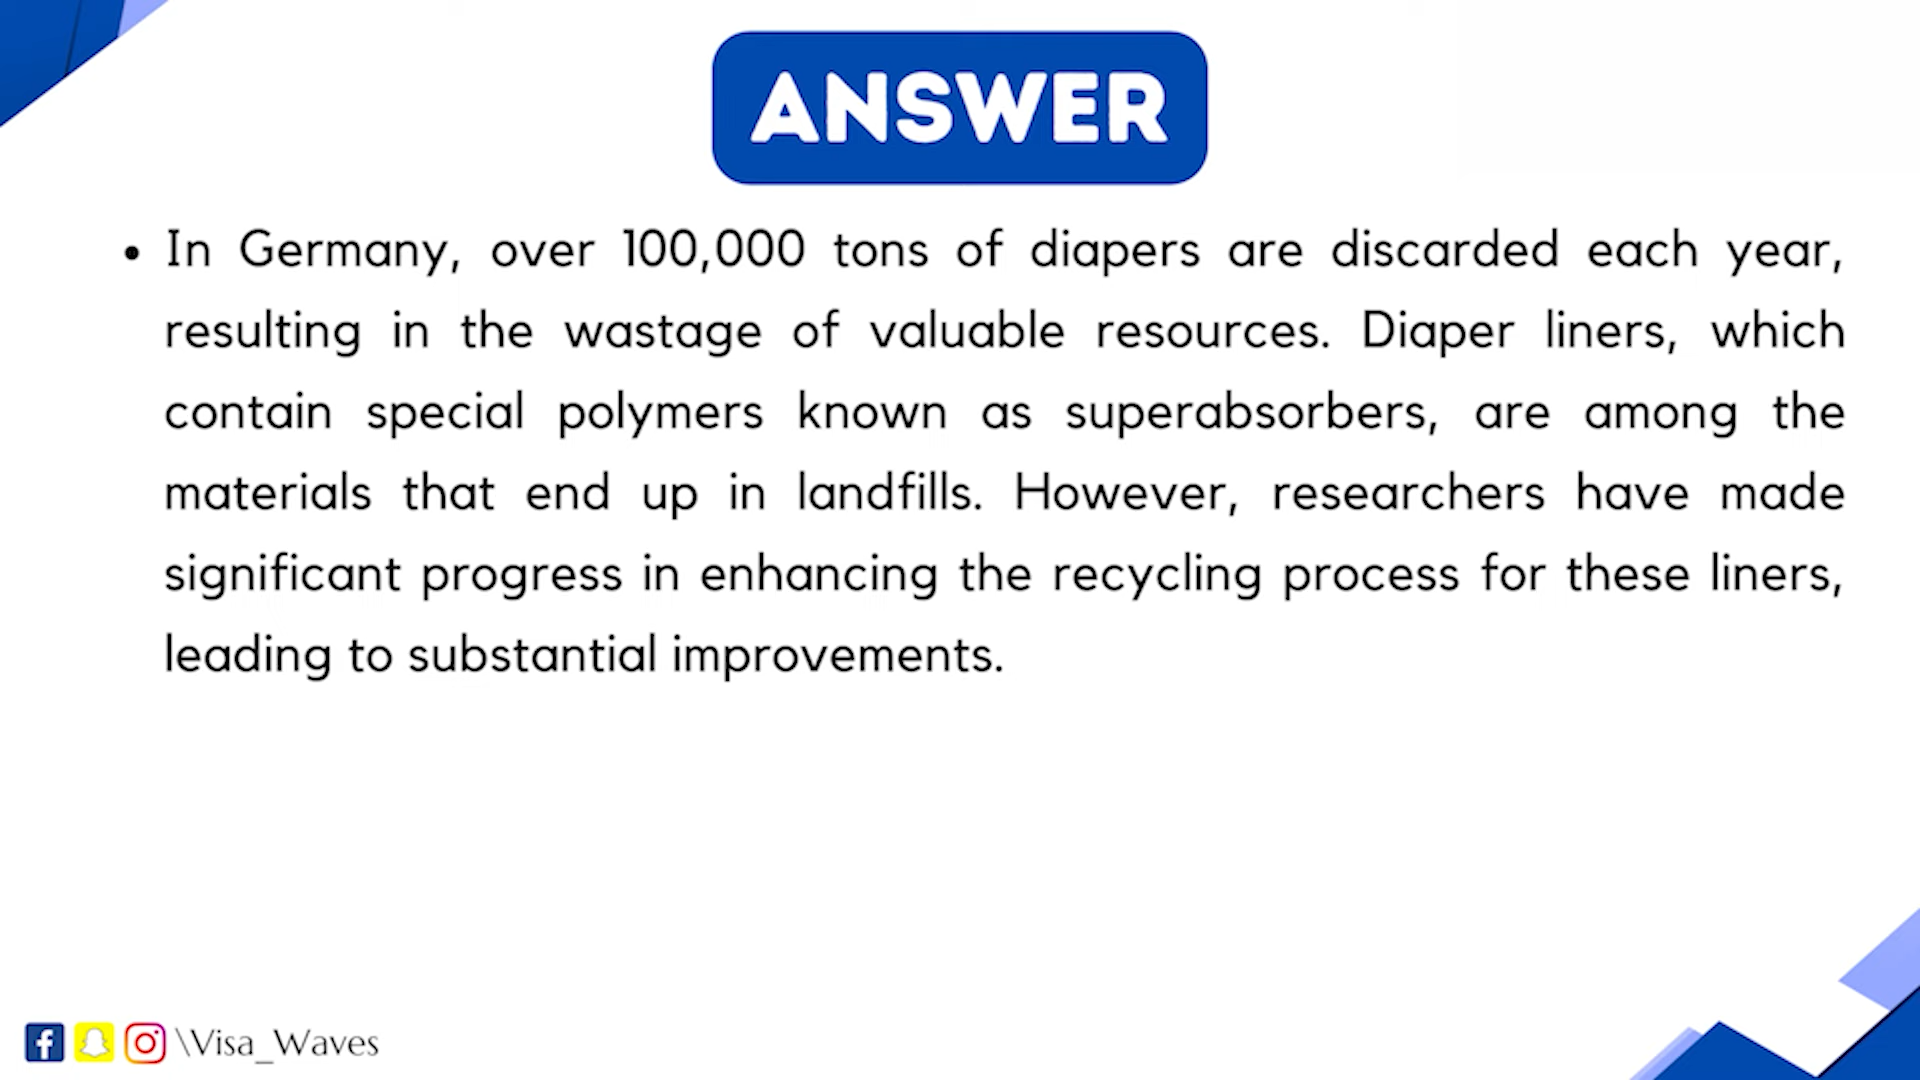 ANSWER
• In Germany, over 100,000 tons of diapers are discarded each year,
resulting in the wastage of valuable resources. Diaper liners, which
contain special polymers known as superabsorbers, are among the
materials that end up in landfills. However, researchers have made
significant progress in enhancing the recycling process for these liners,
leading to substantial improvements.
\Visa_Waves